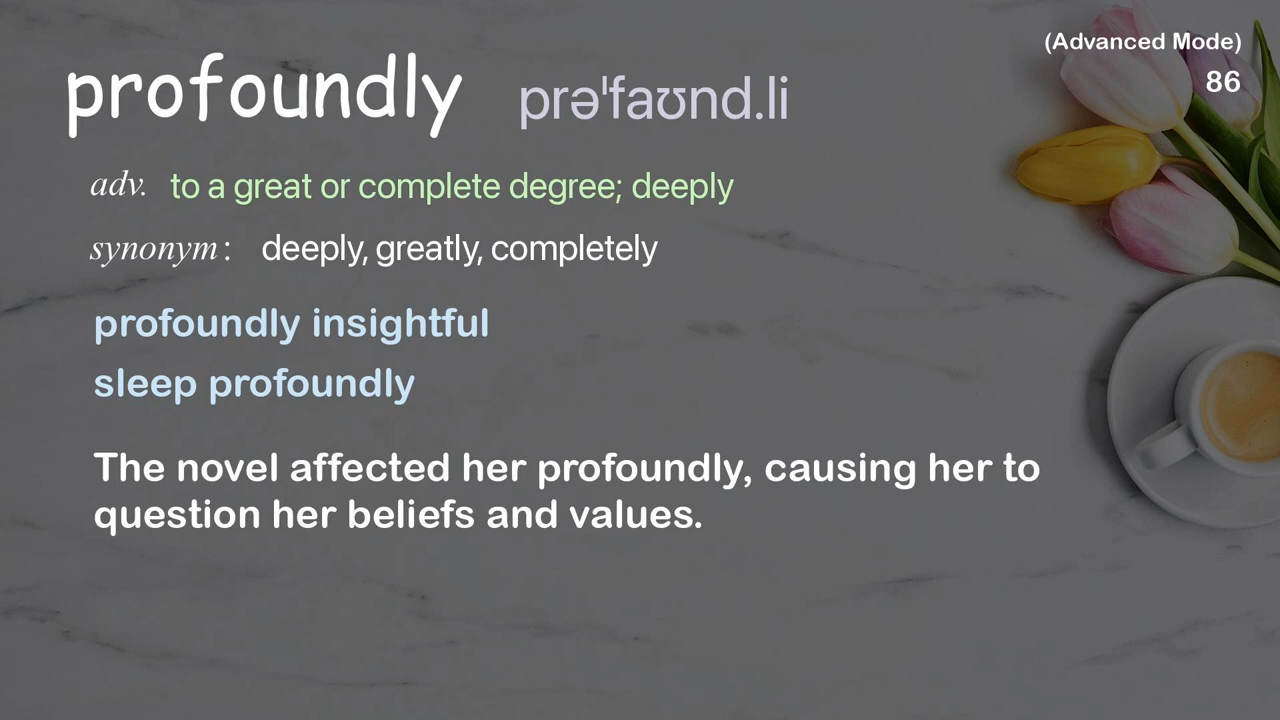 (Advanced Mode)
profoundly prəˈfaʊnd.li
86
adv. to a great or complete degree; deeply
synonym: deeply, greatly, completely
profoundly insightful
sleep profoundly
The novel affected her profoundly, causing her to
question her beliefs and values.